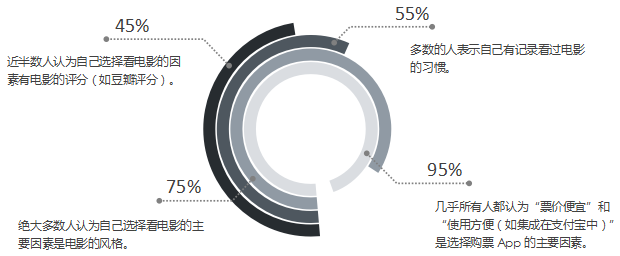 45%
近半数人认为自己选择看电影的因
素有电影的评分（如豆瓣评分）。
55%
多数的人表示自己有记录看过电影
的习惯。
75%
绝大多数人认为自己选择看电影的主
要因素是电影的风格。
95%
几乎所有人都认为“票价便宜”和
“使用方便（如集成在支付宝中）”
是选择购票 App 的主要因素。